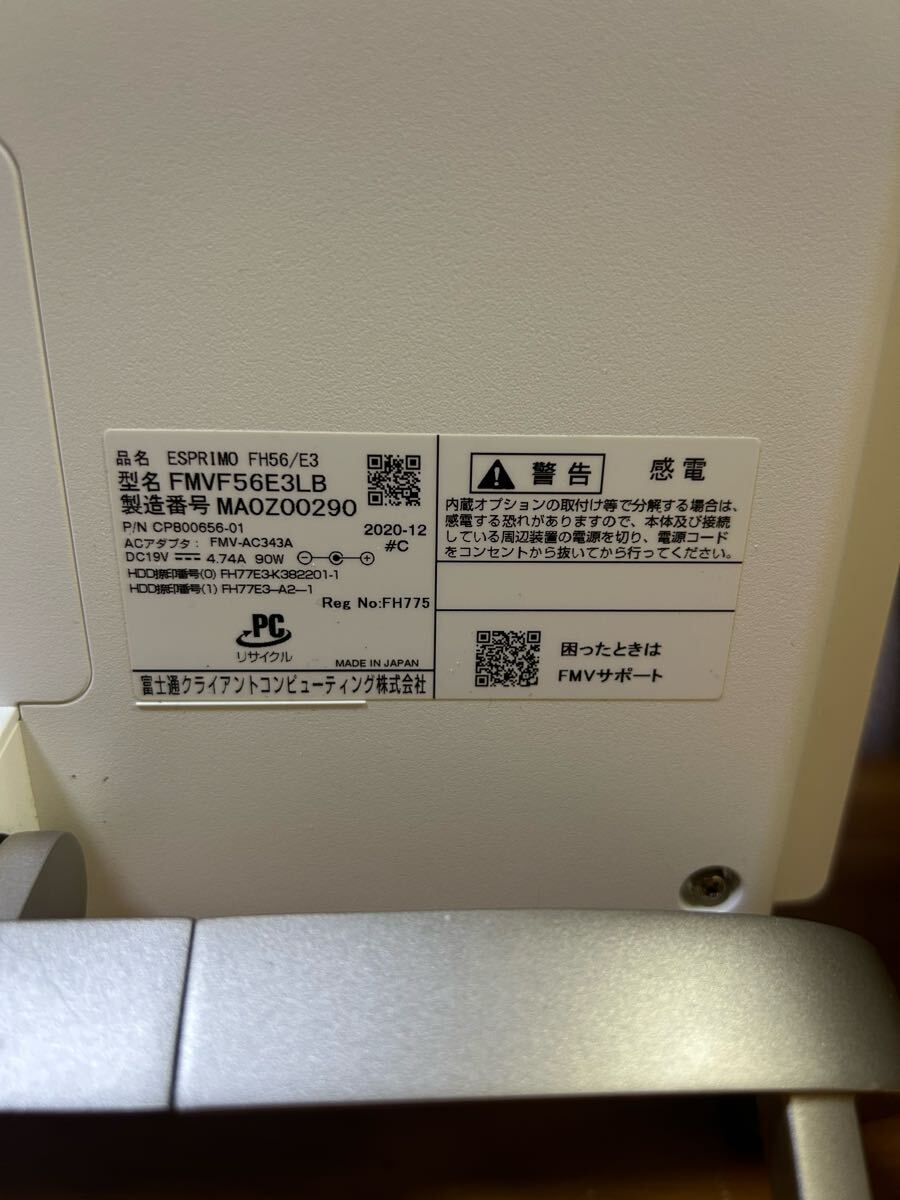 品名 ESPRIMO FH56/E3
型名 FMVF56E3LB
製造番号 MA0Z00290
P/N CP800656-01
2020-12
#C
ACアダプタ: FMV-AC343A
DC19V 4.74A 90W
HDD捺印番号(0) FH77E3-K382201-1
HDD捺印番号(1) FH77E3-A2-1
Reg No:FH775
PC
リサイクル
MADE IN JAPAN
富士通クライアントコンピューティング株式会社
警告
感電
内蔵オプションの取付け等で分解する場合は、
感電する恐れがありますので、本体及び接続
している周辺装置の電源を切り、電源コード
をコンセントから抜いてから行ってください。
困ったときは
FMVサポート